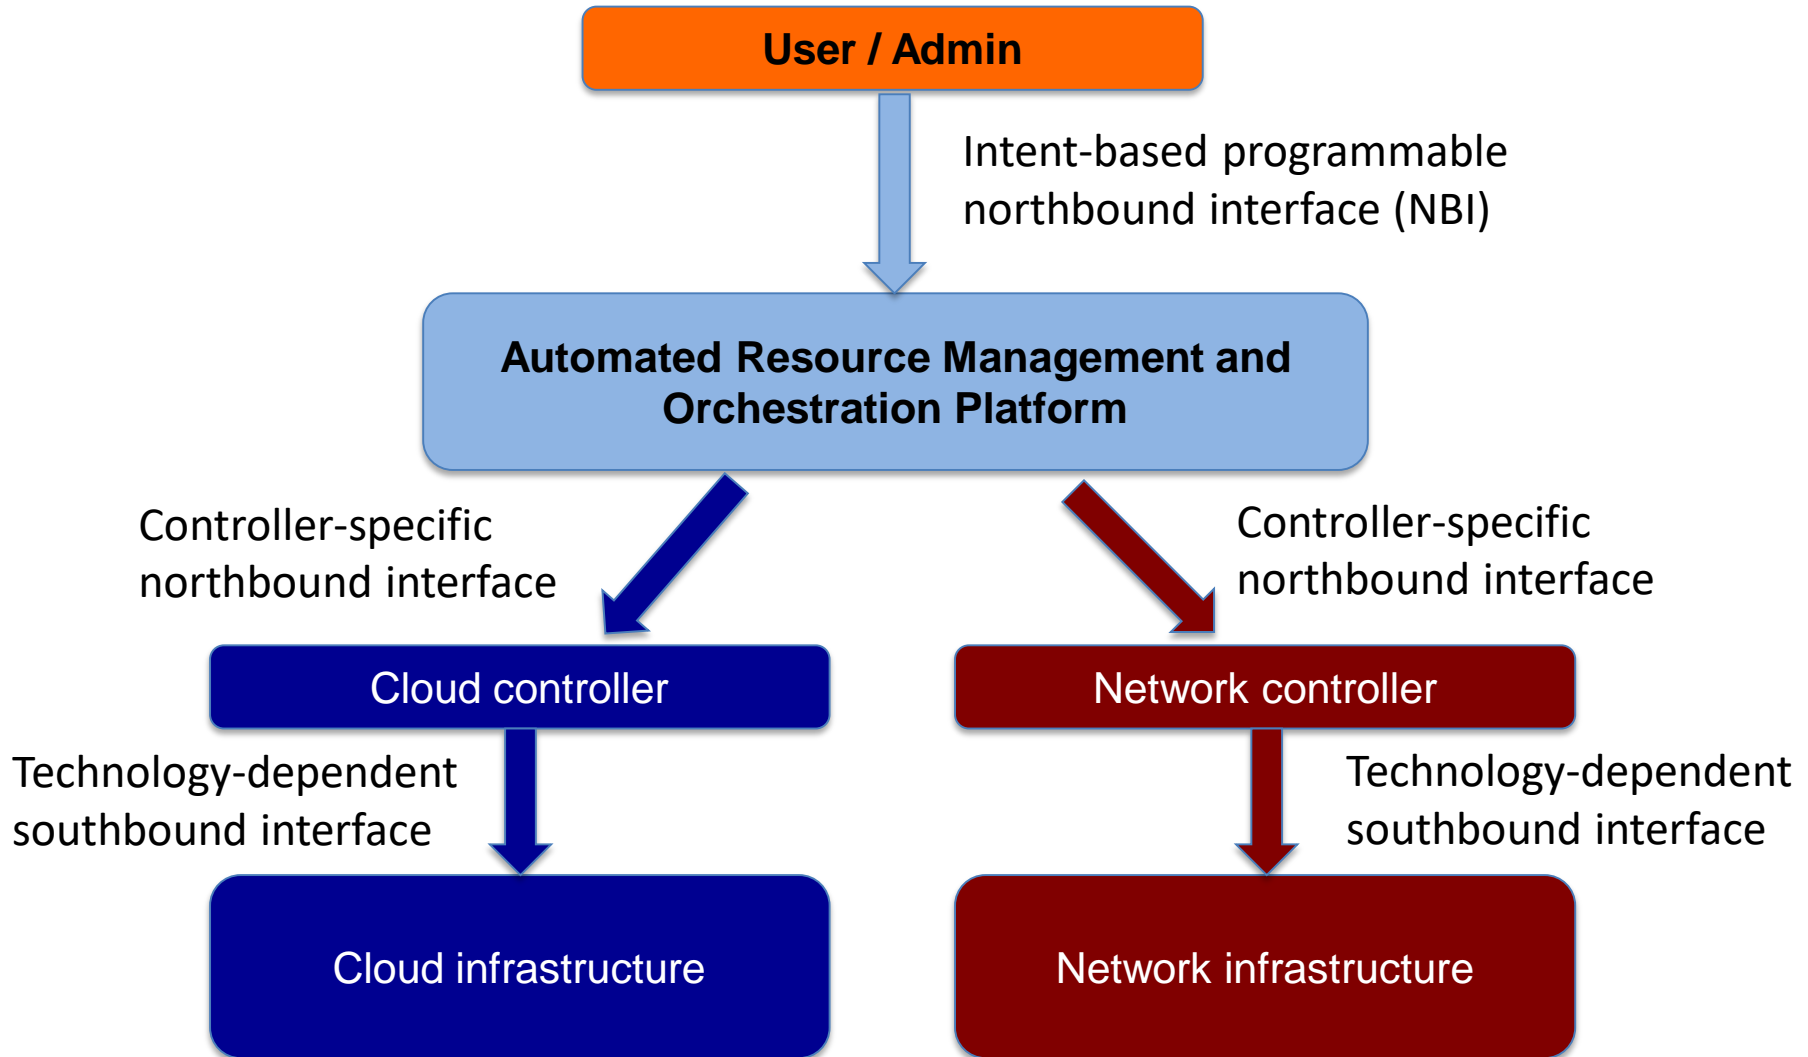 User / Admin
Intent-based programmable
northbound interface (NBI)
Automated Resource Management and
Orchestration Platform
Controller-specific
northbound interface
Controller-specific
northbound interface
Cloud controller
Network controller
Technology-dependent
southbound interface
Technology-dependent
southbound interface
Cloud infrastructure
Network infrastructure